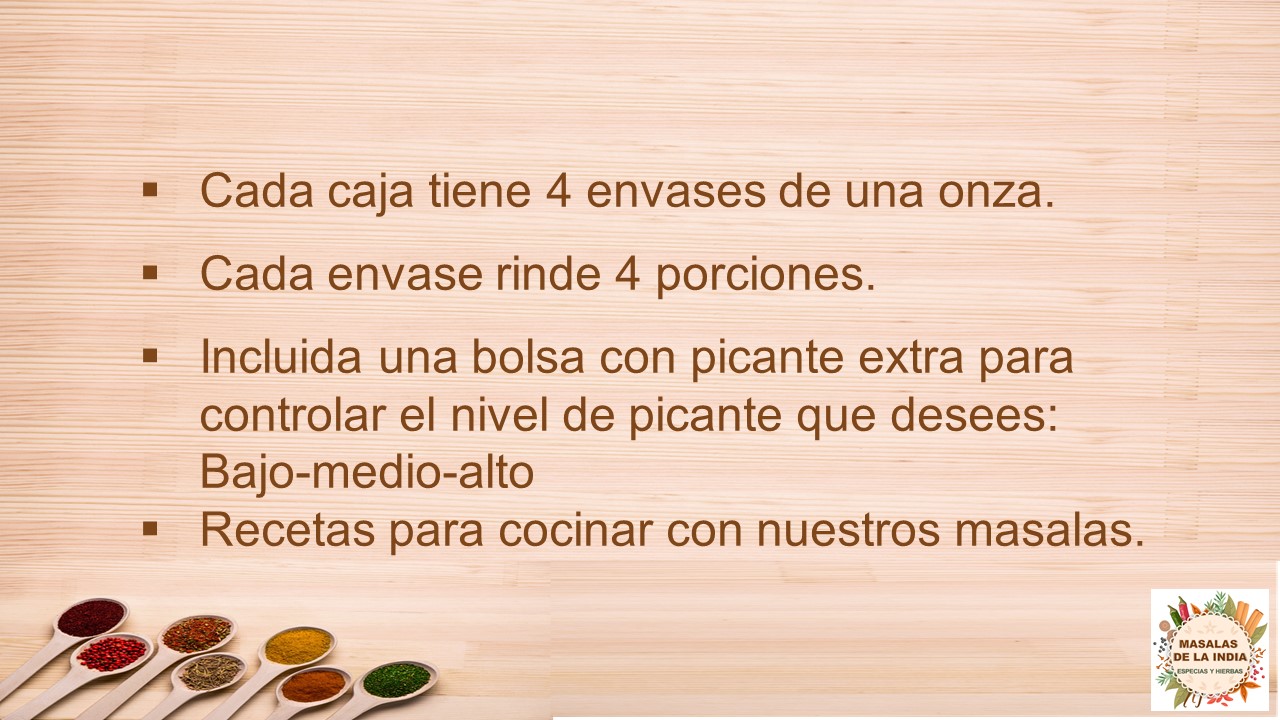 ▪ Cada caja tiene 4 envases de una onza.
▪ Cada envase rinde 4 porciones.
▪ Incluida una bolsa con picante extra para
controlar el nivel de picante que desees:
Bajo-medio-alto
▪ Recetas para cocinar con nuestros masalas.
MASALAS
DE LA INDIA
ESPECIAS Y HIERBAS